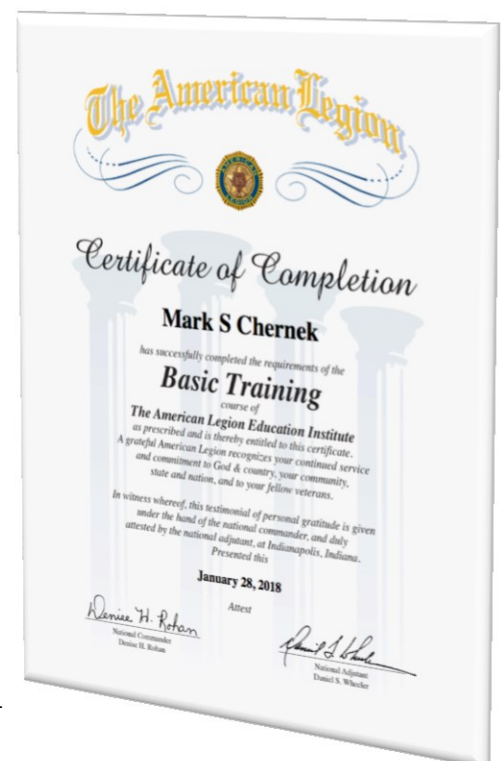 The American Legion
AMERICAN
LEGION
Certificate of Completion
Mark S Chernek
has successfully completed the requirements of the
Basic Training
course of
The American Legion Education Institute
as prescribed and is thereby entitled to this certificate.
A grateful American Legion recognizes your continued service
and commitment to God & country, your community,
state and nation, and to your fellow veterans.
In witness whereof, this testimonial of personal gratitude is given
under the hand of the national commander, and duly
attested by the national adjutant, at Indianapolis, Indiana.
Presented this
January 28, 2018
Attest
Denise H. Rohan
National Commander
Denise H. Rohan
Daniel S. Wheeler
National Adjutant
Daniel S. Wheeler